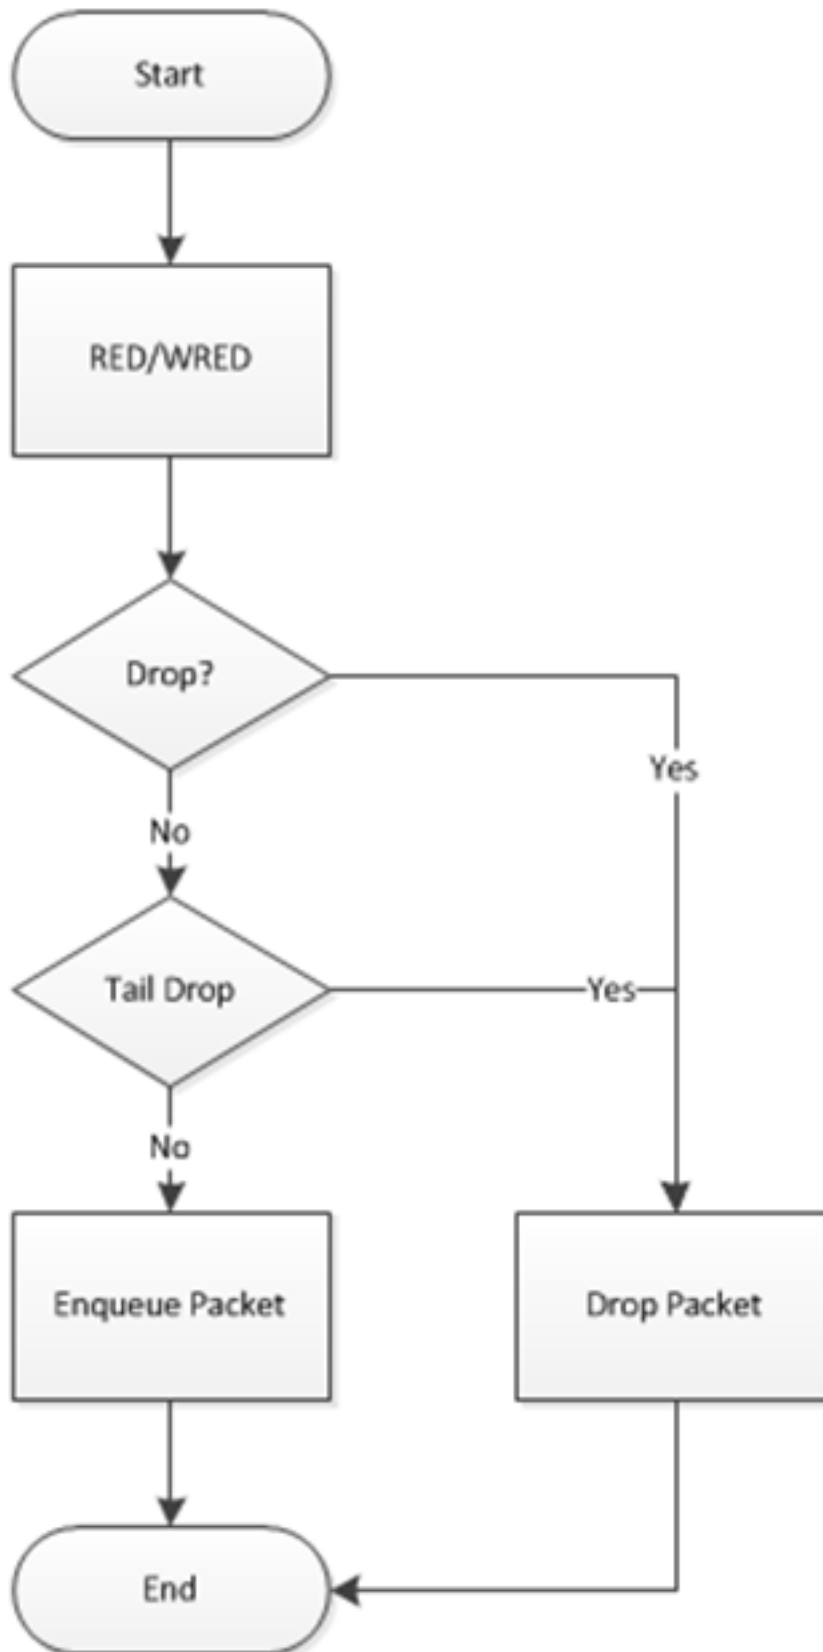 Start
RED/WRED
Drop?
Yes
No
Tail Drop
Yes
No
Enqueue Packet
Drop Packet
End